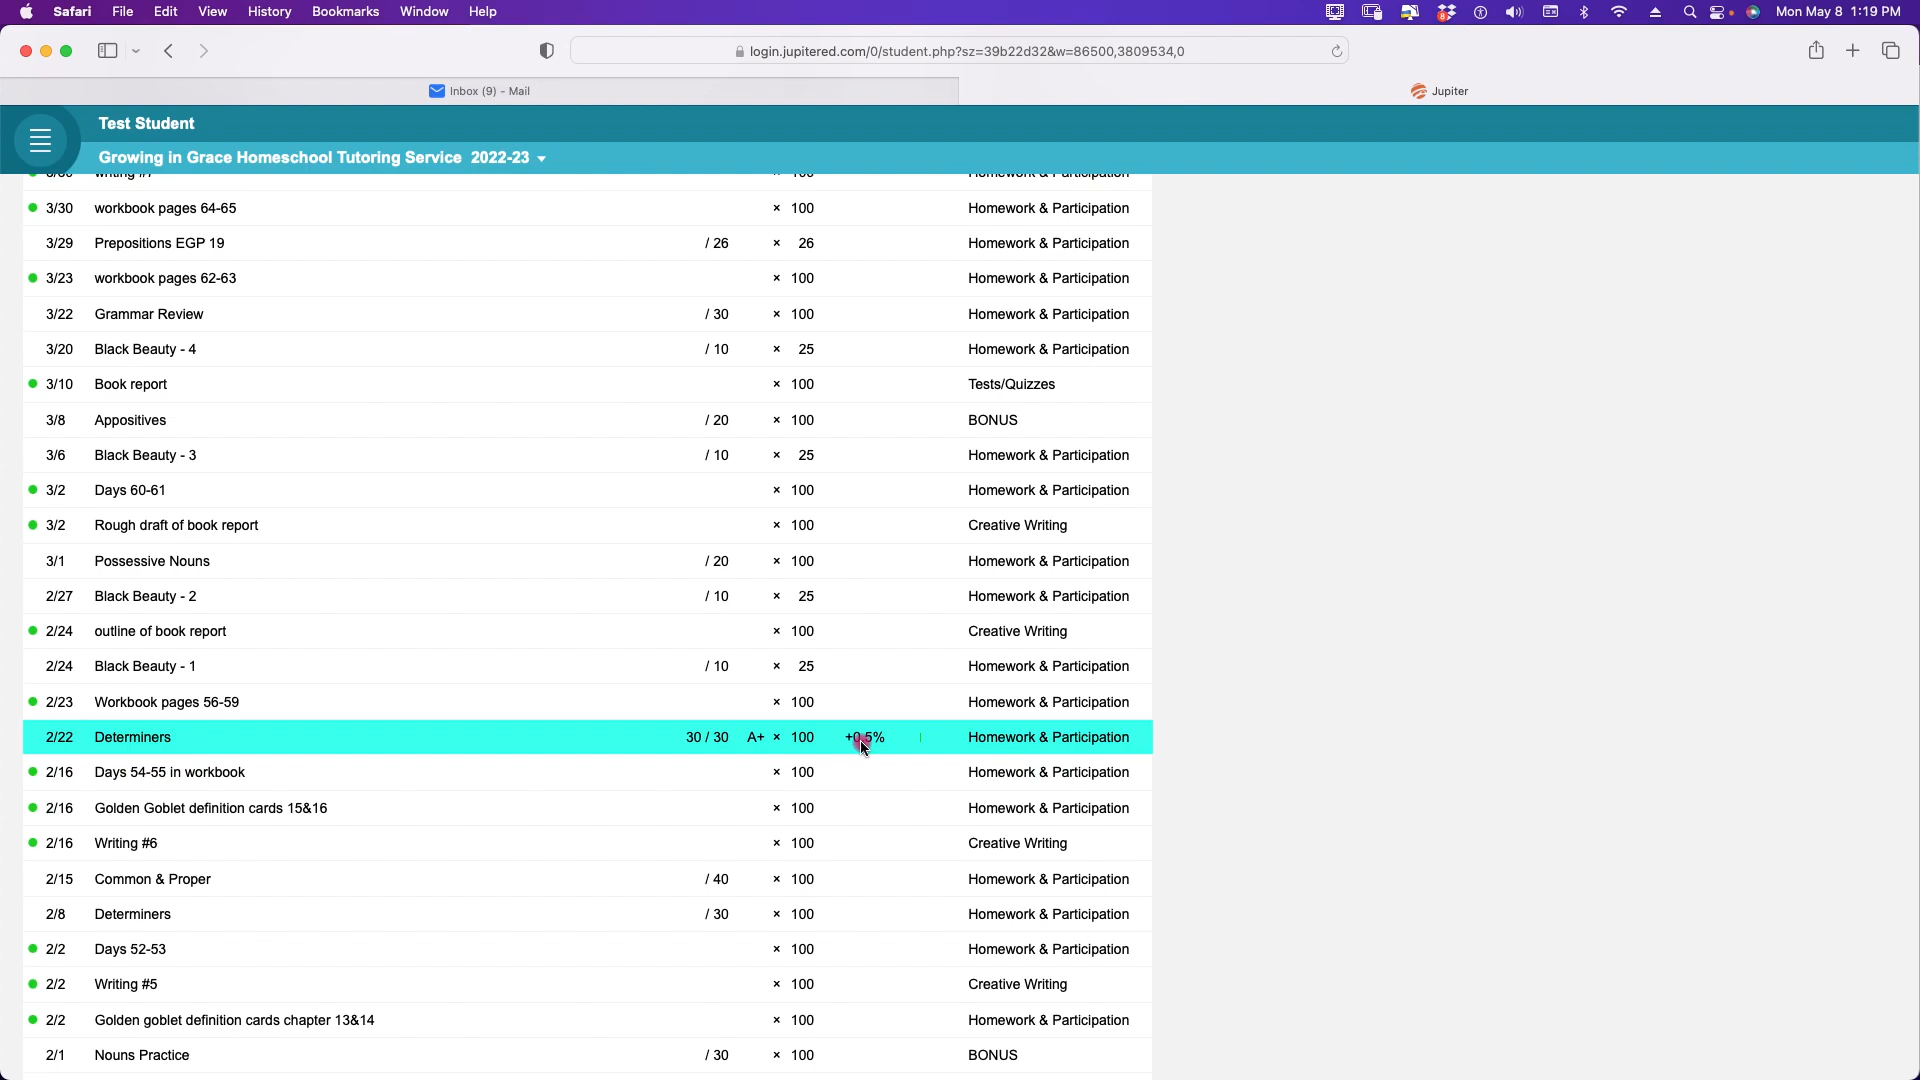 Safari File Edit View History Bookmarks Window Help 8 Mon May 8 1:19 PM
login.jupitered.com/0/student.php?sz=39b22d32&w=86500,3809534,0
Inbox (9) - Mail Jupiter
Test Student
Growing in Grace Homeschool Tutoring Service 2022-23
3/30 writing #7 × 100 Homework & Participation
3/30 workbook pages 64-65 × 100 Homework & Participation
3/29 Prepositions EGP 19 / 26 × 26 Homework & Participation
3/23 workbook pages 62-63 × 100 Homework & Participation
3/22 Grammar Review / 30 × 100 Homework & Participation
3/20 Black Beauty - 4 / 10 × 25 Homework & Participation
3/10 Book report × 100 Tests/Quizzes
3/8 Appositives / 20 × 100 BONUS
3/6 Black Beauty - 3 / 10 × 25 Homework & Participation
3/2 Days 60-61 × 100 Homework & Participation
3/2 Rough draft of book report × 100 Creative Writing
3/1 Possessive Nouns / 20 × 100 Homework & Participation
2/27 Black Beauty - 2 / 10 × 25 Homework & Participation
2/24 outline of book report × 100 Creative Writing
2/24 Black Beauty - 1 / 10 × 25 Homework & Participation
2/23 Workbook pages 56-59 × 100 Homework & Participation
2/22 Determiners 30 / 30 A+ × 100 +0.5% Homework & Participation
2/16 Days 54-55 in workbook × 100 Homework & Participation
2/16 Golden Goblet definition cards 15&16 × 100 Homework & Participation
2/16 Writing #6 × 100 Creative Writing
2/15 Common & Proper / 40 × 100 Homework & Participation
2/8 Determiners / 30 × 100 Homework & Participation
2/2 Days 52-53 × 100 Homework & Participation
2/2 Writing #5 × 100 Creative Writing
2/2 Golden goblet definition cards chapter 13&14 × 100 Homework & Participation
2/1 Nouns Practice / 30 × 100 BONUS